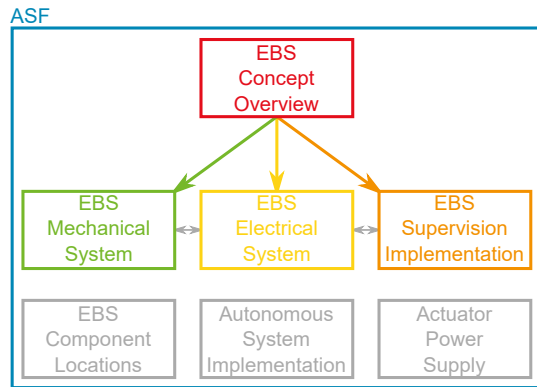 ASF
EBS
Concept
Overview
EBS
Mechanical
System
EBS
Electrical
System
EBS
Supervision
Implementation
EBS
Component
Locations
Autonomous
System
Implementation
Actuator
Power
Supply